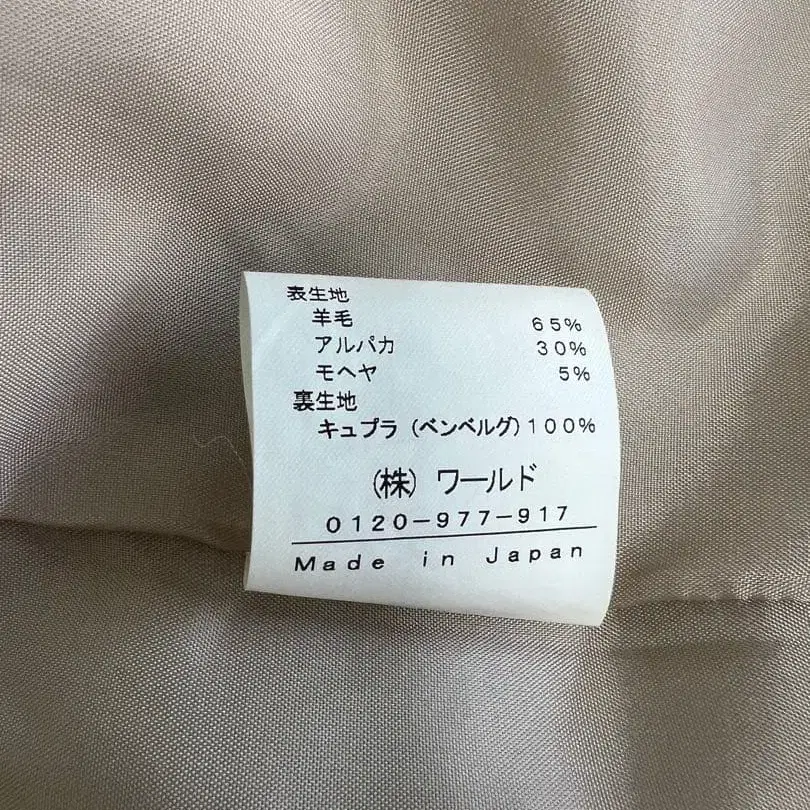 表生地
羊毛 65%
アルパカ 30%
モヘヤ 5%
裏生地
キュプラ (ベンベルグ) 100%
(株) ワールド
0120-977-917
Made in Japan